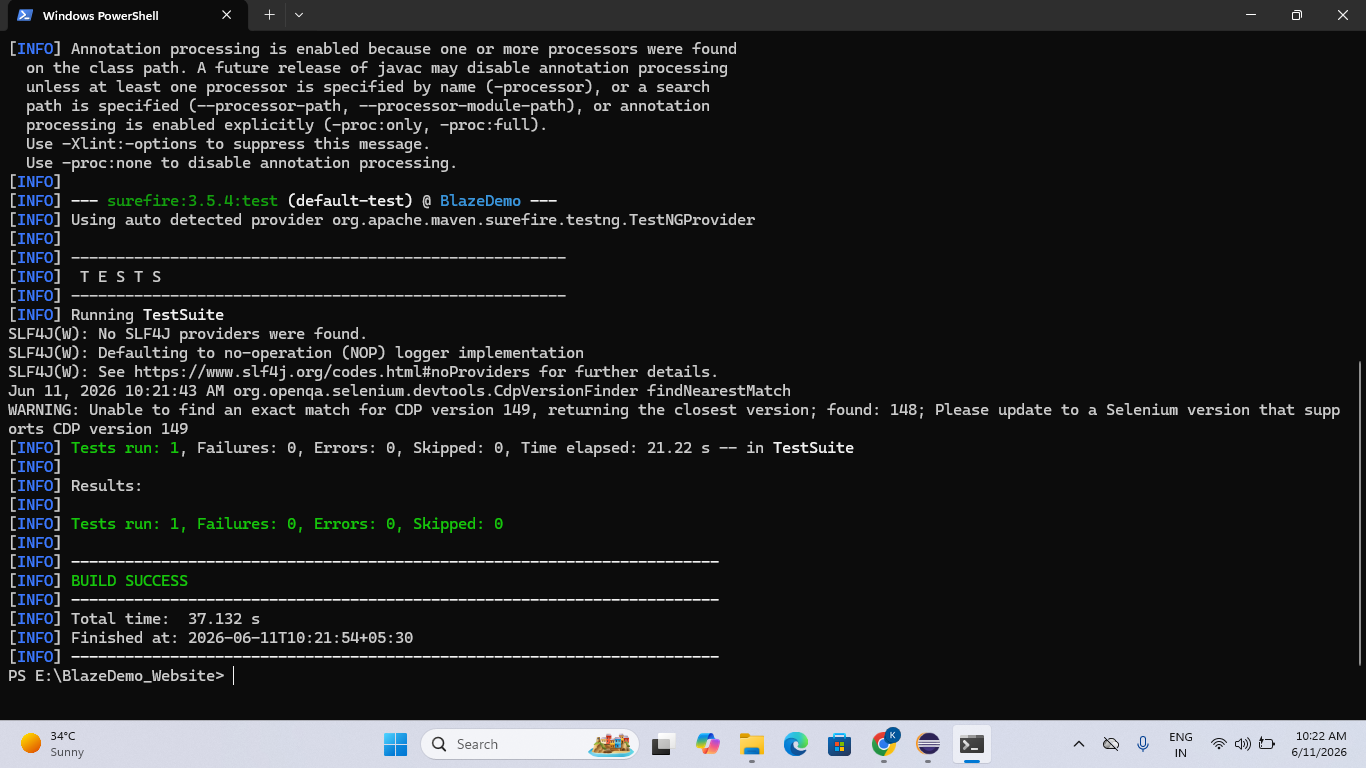 Windows PowerShell
[INFO] Annotation processing is enabled because one or more processors were found
  on the class path. A future release of javac may disable annotation processing
  unless at least one processor is specified by name (-processor), or a search
  path is specified (--processor-path, --processor-module-path), or annotation
  processing is enabled explicitly (-proc:only, -proc:full).
  Use -Xlint:-options to suppress this message.
  Use -proc:none to disable annotation processing.
[INFO]
[INFO] --- surefire:3.5.4:test (default-test) @ BlazeDemo ---
[INFO] Using auto detected provider org.apache.maven.surefire.testng.TestNGProvider
[INFO]
[INFO] -------------------------------------------------------
[INFO]  T E S T S
[INFO] -------------------------------------------------------
[INFO] Running TestSuite
SLF4J(W): No SLF4J providers were found.
SLF4J(W): Defaulting to no-operation (NOP) logger implementation
SLF4J(W): See https://www.slf4j.org/codes.html#noProviders for further details.
Jun 11, 2026 10:21:43 AM org.openqa.selenium.devtools.CdpVersionFinder findNearestMatch
WARNING: Unable to find an exact match for CDP version 149, returning the closest version; found: 148; Please update to a Selenium version that supp
orts CDP version 149
[INFO] Tests run: 1, Failures: 0, Errors: 0, Skipped: 0, Time elapsed: 21.22 s -- in TestSuite
[INFO]
[INFO] Results:
[INFO]
[INFO] Tests run: 1, Failures: 0, Errors: 0, Skipped: 0
[INFO]
[INFO] ------------------------------------------------------------------------
[INFO] BUILD SUCCESS
[INFO] ------------------------------------------------------------------------
[INFO] Total time:  37.132 s
[INFO] Finished at: 2026-06-11T10:21:54+05:30
[INFO] ------------------------------------------------------------------------
PS E:\BlazeDemo_Website>
34°C
Sunny
Search
K
ENG
IN
10:22 AM
6/11/2026